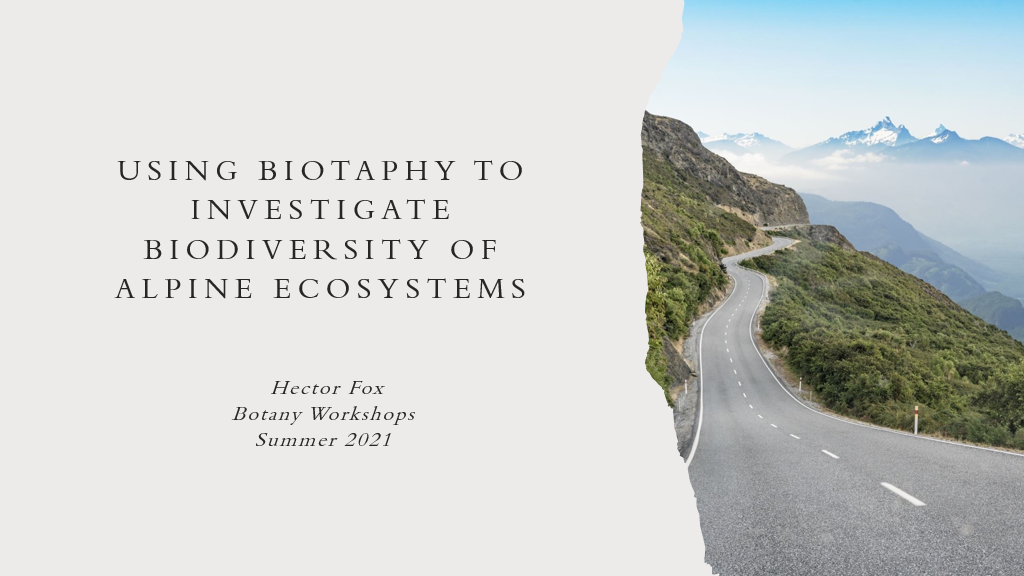 USING BIOTAPHY TO
INVESTIGATE
BIODIVERSITY OF
ALPINE ECOSYSTEMS
Hector Fox
Botany Workshops
Summer 2021